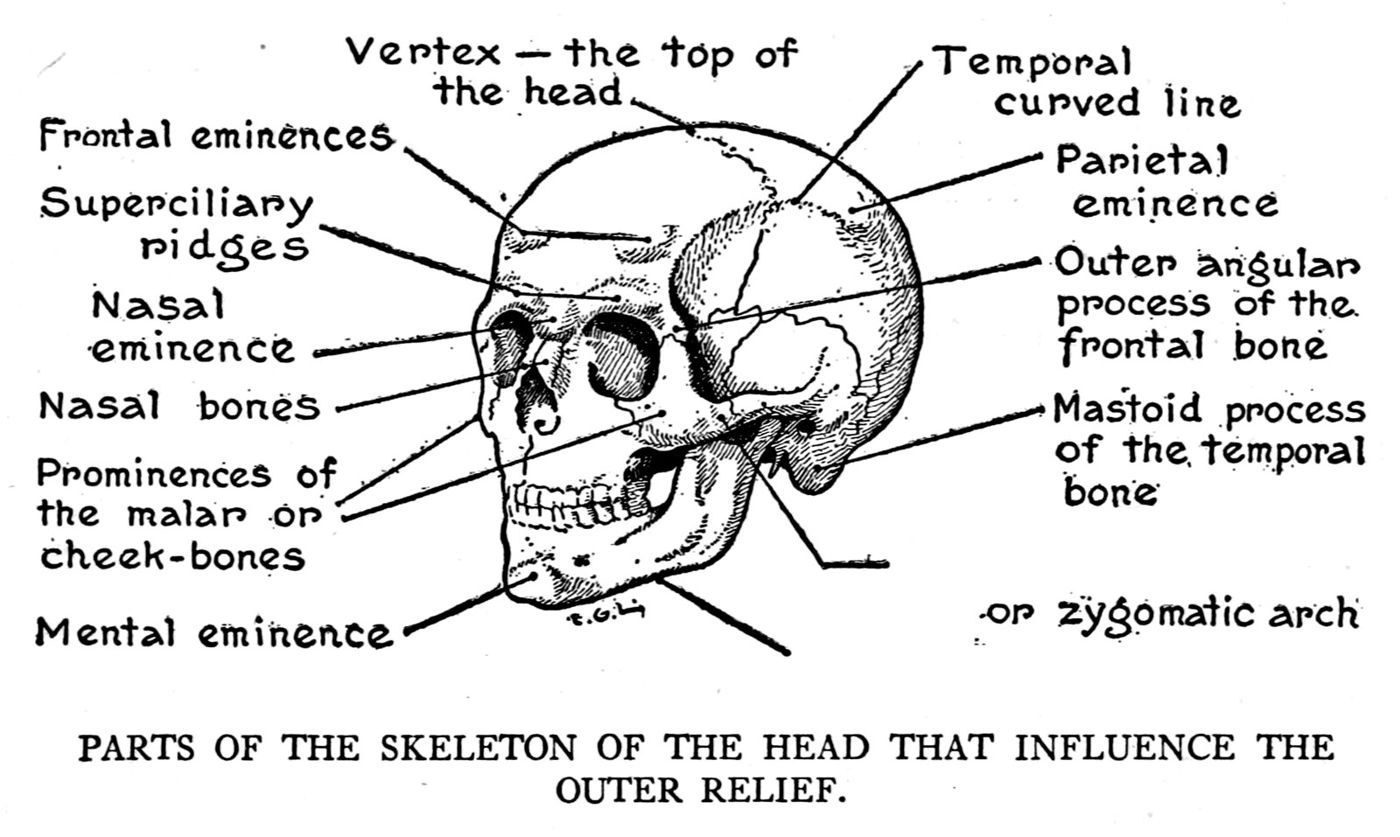 Vertex — the top of
the head
Frontal eminences
Superciliary
ridges
Nasal
eminence
Nasal bones
Prominences of
the malar or
cheek-bones
Mental eminence
Temporal
curved line
Parietal
eminence
Outer angular
process of the
frontal bone
Mastoid process
of the temporal
bone
or zygomatic arch
PARTS OF THE SKELETON OF THE HEAD THAT INFLUENCE THE
OUTER RELIEF.